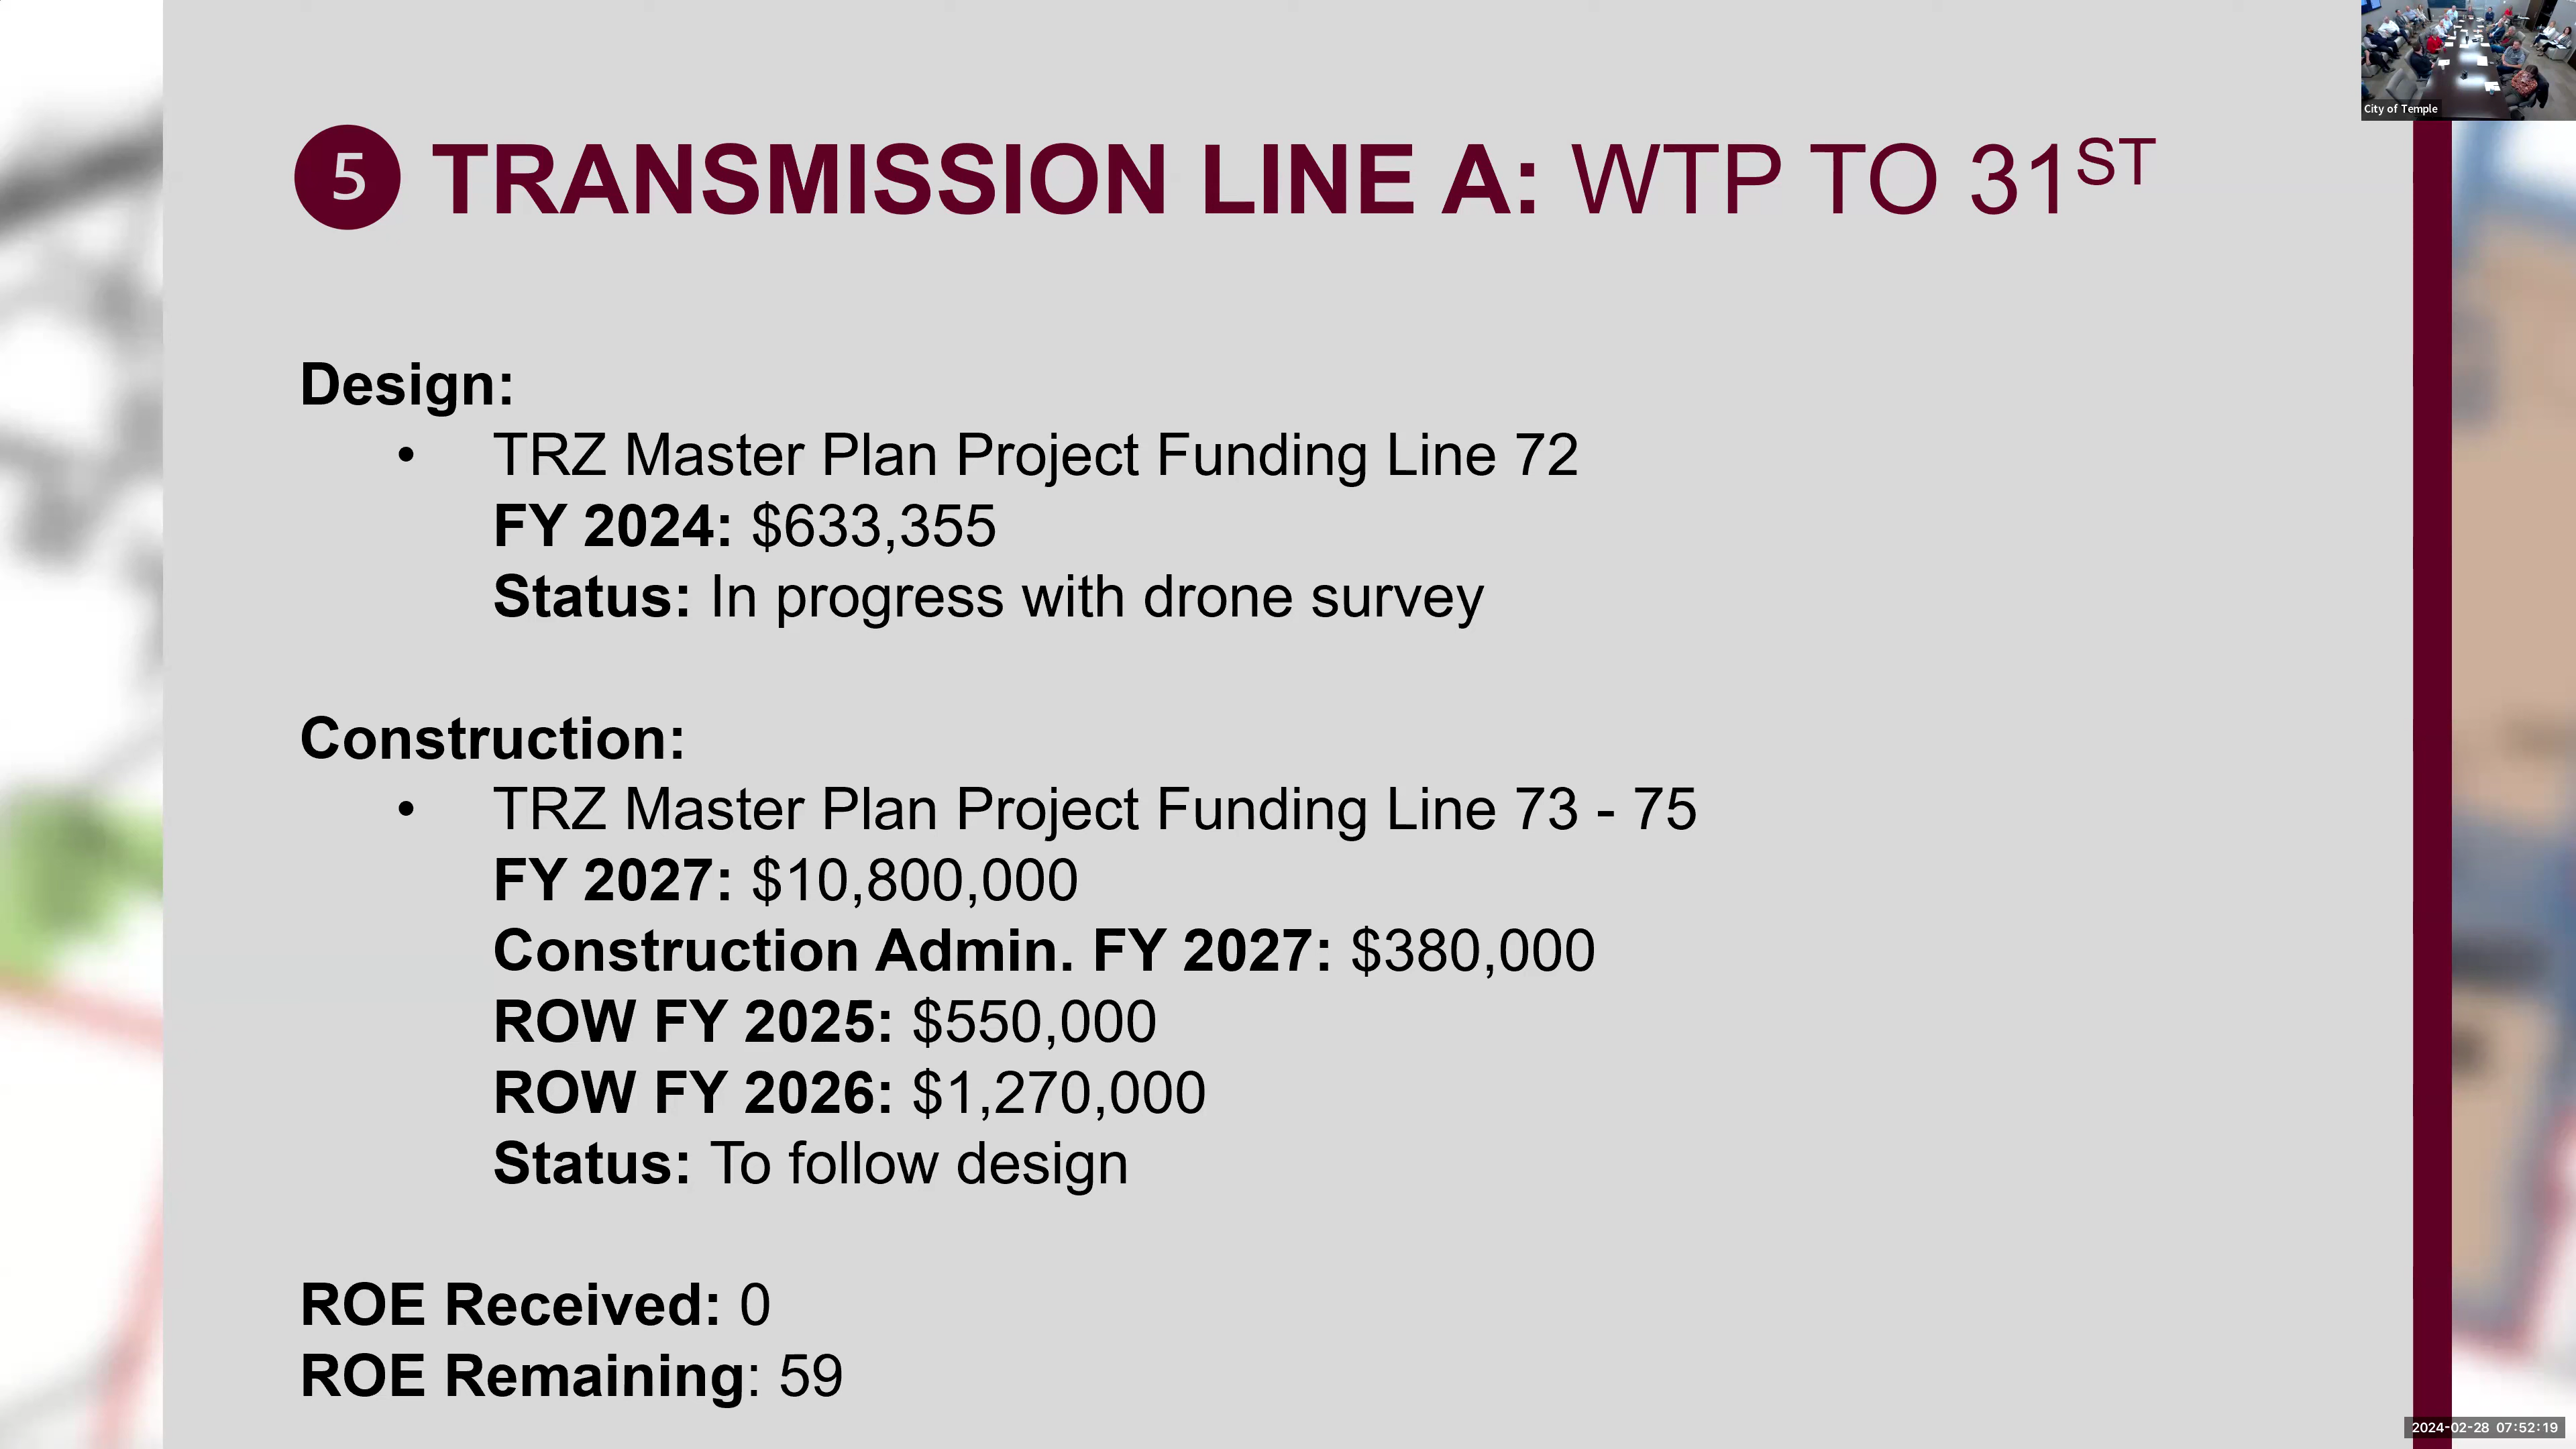 City of Temple
5 TRANSMISSION LINE A: WTP TO 31ST
Design:
• TRZ Master Plan Project Funding Line 72
FY 2024: $633,355
Status: In progress with drone survey
Construction:
• TRZ Master Plan Project Funding Line 73 - 75
FY 2027: $10,800,000
Construction Admin. FY 2027: $380,000
ROW FY 2025: $550,000
ROW FY 2026: $1,270,000
Status: To follow design
ROE Received: 0
ROE Remaining: 59
2024-02-28 07:52:19